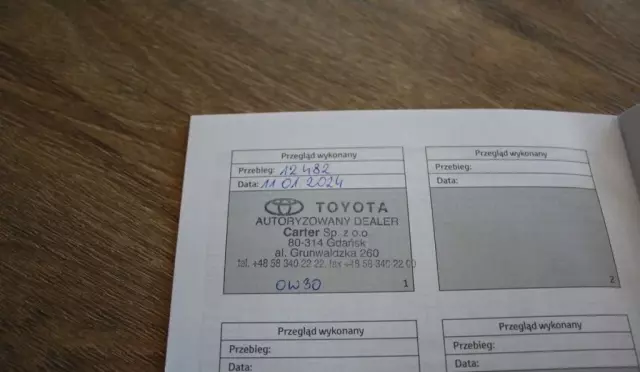 Przegląd wykonany
Przebieg: 12 482
Data: 11 01.2024
TOYOTA
AUTORYZOWANY DEALER
Carter Sp. z o.o.
80-314 Gdańsk
al. Grunwaldzka 260
tel. +48 58 340 22 22, fax +48 58 340 22 00
0W30
1
Przegląd wykonany
Przebieg:
Data:
2
Przegląd wykonany
Przebieg:
Data:
Przegląd wykonany
Przebieg:
Data: